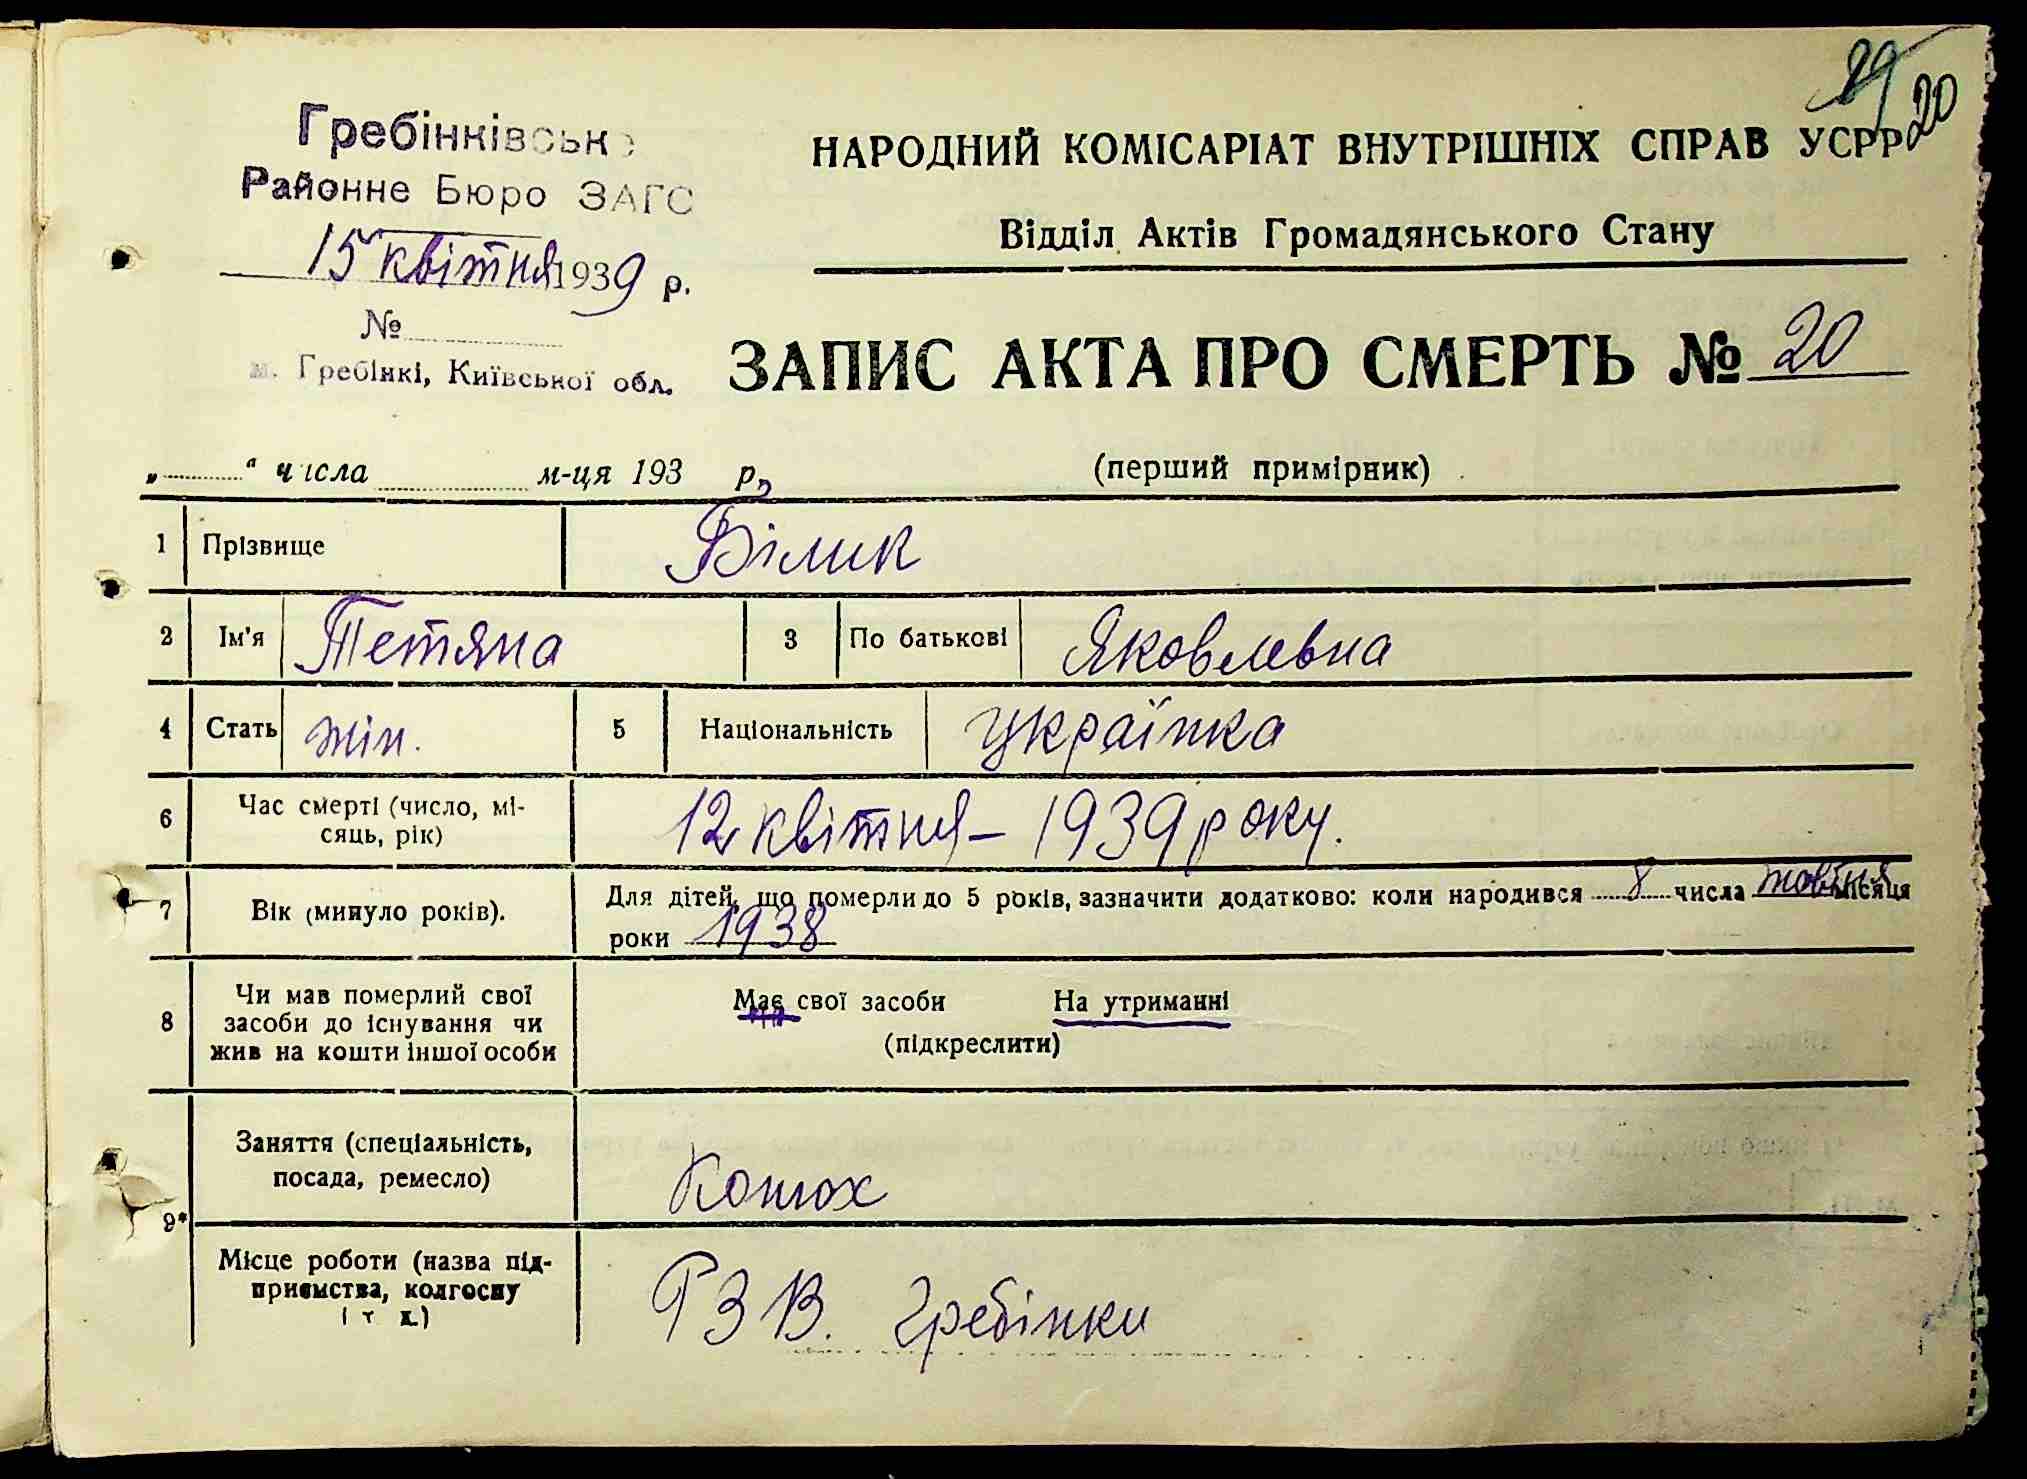 29
20
Гребінківське
Районне Бюро ЗАГС
15 квітня 1939 р.
№
м. Гребінкі, Київської обл.
НАРОДНИЙ КОМІСАРІАТ ВНУТРІШНІХ СПРАВ УСРР
Відділ Актів Громадянського Стану
ЗАПИС АКТА ПРО СМЕРТЬ № 20
„ “ числа м-ця 193 р.
(перший примірник)
1 Прізвище Білик
2 Ім'я Тетяна 3 По батькові Яковлевна
4 Стать жін. 5 Національність Українка
6 Час смерті (число, мі-
сяць, рік) 12 квітня – 1939 року.
7 Вік (минуло років). Для дітей, що померли до 5 років, зазначити додатково: коли народився 8 числа жовтня місяця
роки 1938
8 Чи мав померлий свої
засоби до існування чи
жив на кошти іншої особи
Має свої засоби На утриманні
(підкреслити)
9* Заняття (спеціальність,
посада, ремесло) Конюх
Місце роботи (назва під-
приємства, колгоспу
і т. д.) РЗВ. Гребінки